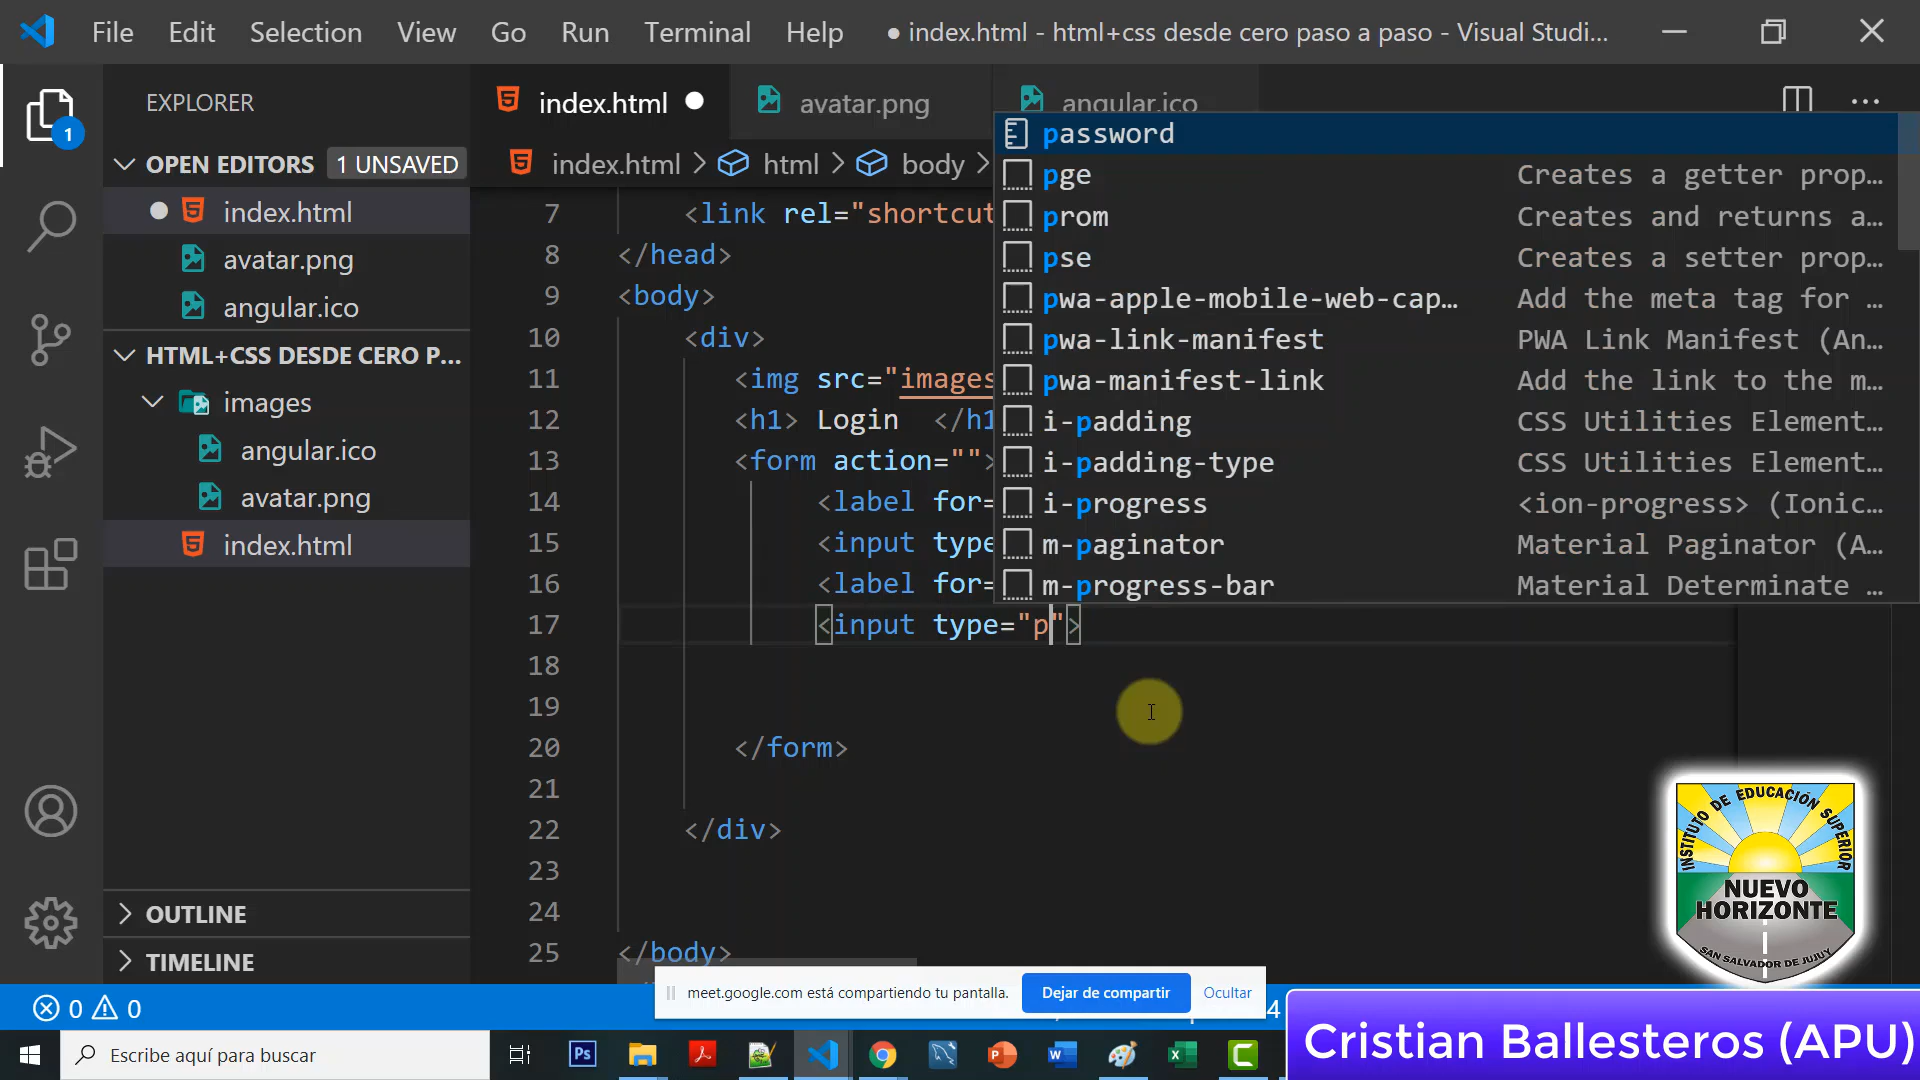 File Edit Selection View Go Run Terminal Help ● index.html - html+css desde cero paso a paso - Visual Studi...
EXPLORER
1
OPEN EDITORS 1 UNSAVED
index.html
avatar.png
angular.ico
HTML+CSS DESDE CERO P...
images
angular.ico
avatar.png
index.html
OUTLINE
TIMELINE
index.html avatar.png angular.ico
index.html > html > body >
7 <link rel="shortcut
8 </head>
9 <body>
10 <div>
11 <img src="images
12 <h1> Login </h1
13 <form action="">
14 <label for=
15 <input type
16 <label for=
17 <input type="p">
18
19
20 </form>
21
22 </div>
23
24
25 </body>
password
pge Creates a getter prop...
prom Creates and returns a...
pse Creates a setter prop...
pwa-apple-mobile-web-cap... Add the meta tag for ...
pwa-link-manifest PWA Link Manifest (An...
pwa-manifest-link Add the link to the m...
i-padding CSS Utilities Element...
i-padding-type CSS Utilities Element...
i-progress <ion-progress> (Ionic...
m-paginator Material Paginator (A...
m-progress-bar Material Determinate ...
INSTITUTO DE EDUCACIÓN SUPERIOR
NUEVO
HORIZONTE
SAN SALVADOR DE JUJUY
0 0
meet.google.com está compartiendo tu pantalla. Dejar de compartir Ocultar
4
Cristian Ballesteros (APU)
Escribe aquí para buscar